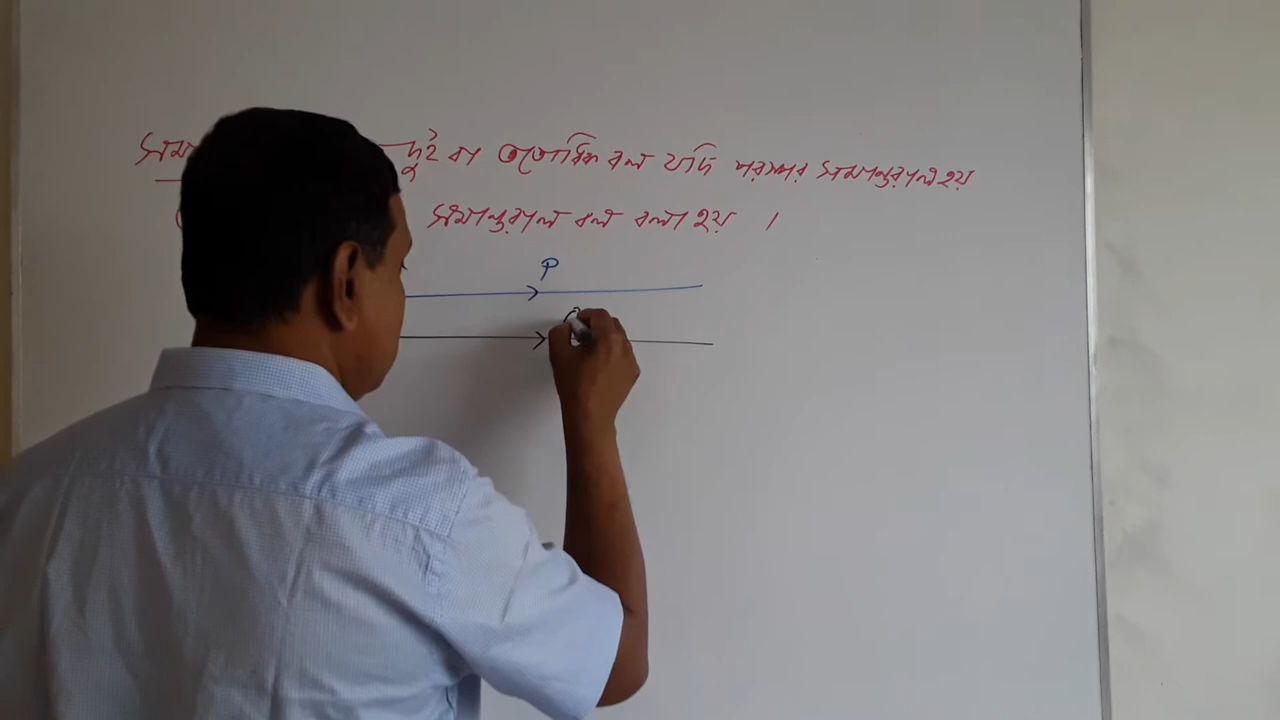 দুই বা ততোধিক বল যদি পরস্পর সমান্তরাল হয়
সমান্তরাল বল বলা হয় ।
P